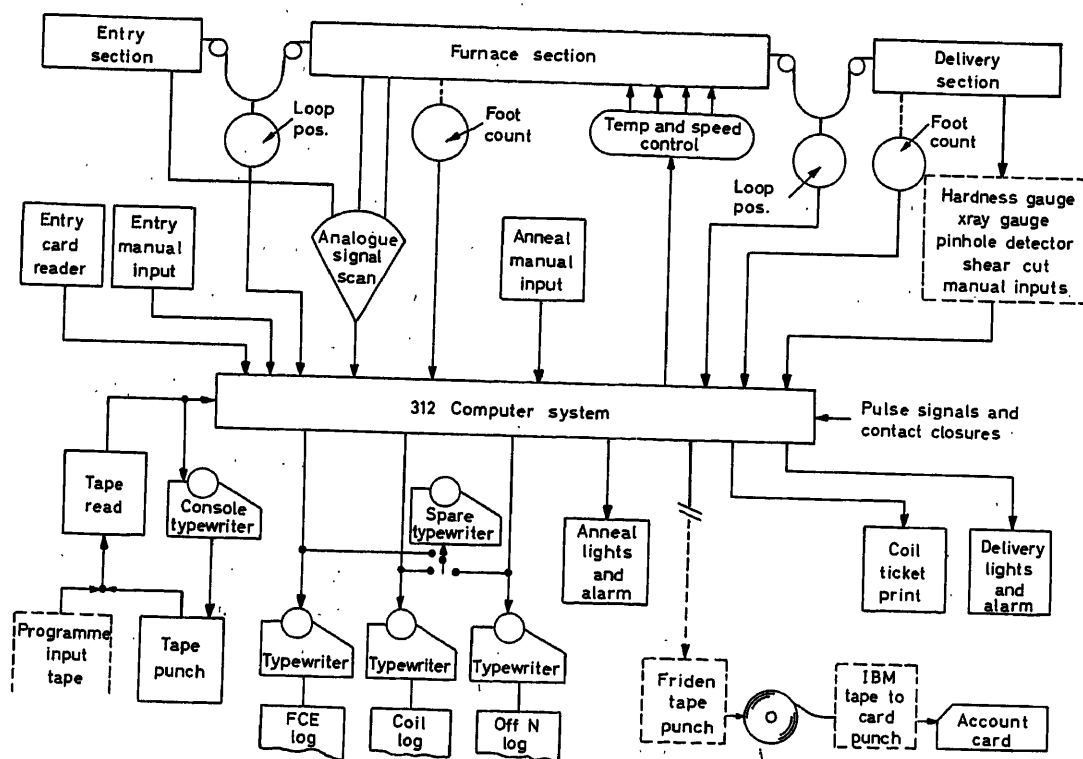 Entry
section
Furnace section
Delivery
section
Loop
pos.
Foot
count
Temp and speed
control
Loop
pos.
Foot
count
Entry
card
reader
Entry
manual
input
Analogue
signal
scan
Anneal
manual
input
Hardness gauge
xray gauge
pinhole detector
shear cut
manual inputs
312 Computer system
Pulse signals and
contact closures
Tape
read
Console
typewriter
Spare
typewriter
Anneal
lights
and
alarm
Coil
ticket
print
Delivery
lights
and
alarm
Programme
input
tape
Tape
punch
Typewriter
Typewriter
Typewriter
FCE
log
Coil
log
Off N
log
Friden
tape
punch
IBM
tape to
card
punch
Account
card